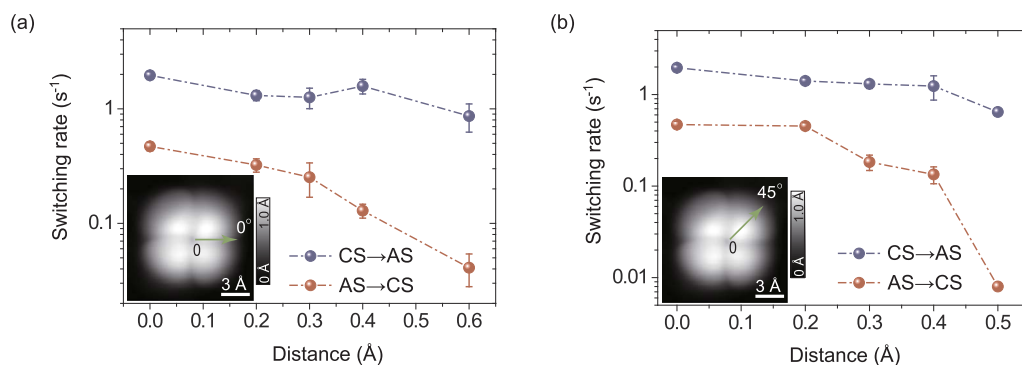 (a)
Switching rate (s⁻¹)
1
0.1
0°
0
3 Å
0 Å 1.0 Å
CS→AS
AS→CS
0.0 0.1 0.2 0.3 0.4 0.5 0.6
Distance (Å)
(b)
Switching rate (s⁻¹)
1
0.1
0.01
45°
0
3 Å
0 Å 1.0 Å
CS→AS
AS→CS
0.0 0.1 0.2 0.3 0.4 0.5
Distance (Å)